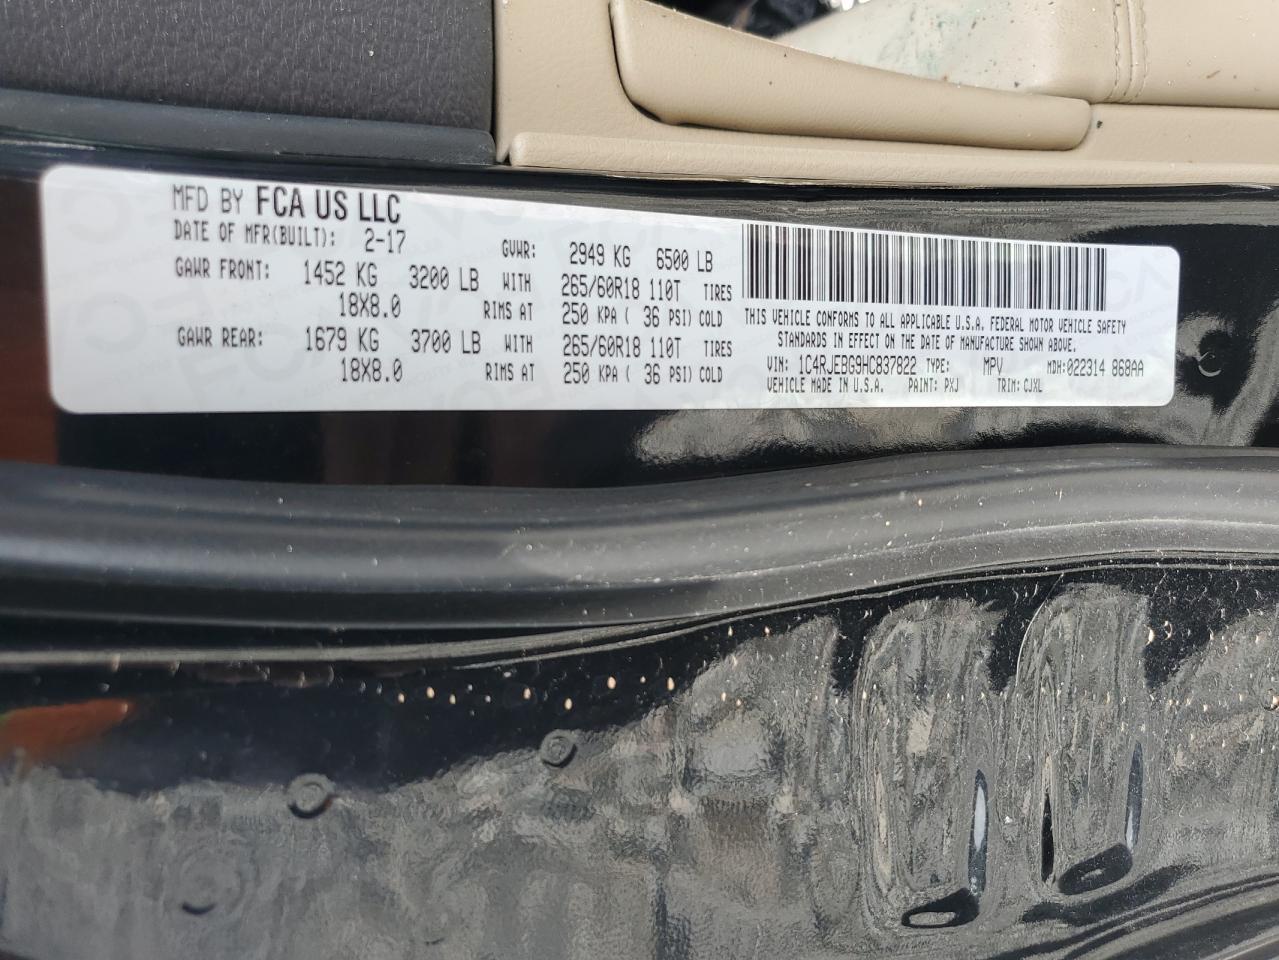 MFD BY FCA US LLC
DATE OF MFR(BUILT): 2-17 GVWR: 2949 KG 6500 LB
GAWR FRONT: 1452 KG 3200 LB WITH 265/60R18 110T TIRES
18X8.0 RIMS AT 250 KPA ( 36 PSI) COLD
GAWR REAR: 1679 KG 3700 LB WITH 265/60R18 110T TIRES
18X8.0 RIMS AT 250 KPA ( 36 PSI) COLD
THIS VEHICLE CONFORMS TO ALL APPLICABLE U.S.A. FEDERAL MOTOR VEHICLE SAFETY
STANDARDS IN EFFECT ON THE DATE OF MANUFACTURE SHOWN ABOVE.
VIN: 1C4RJEBG9HC837822 TYPE: MPV MDH:022314 868AA
VEHICLE MADE IN U.S.A. PAINT: PXJ TRIM: CJXL